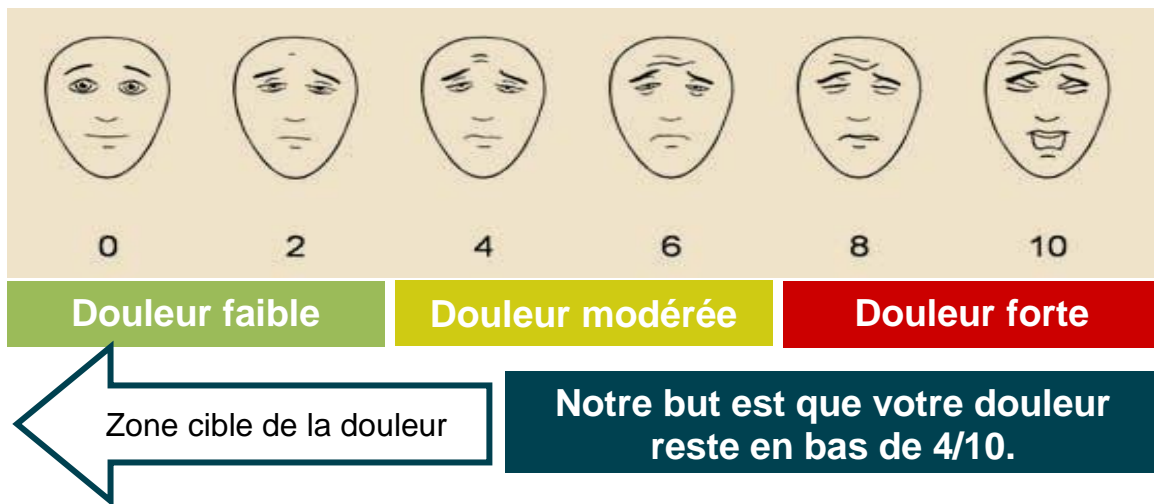 0 2 4 6 8 10
Douleur faible Douleur modérée Douleur forte
Zone cible de la douleur
Notre but est que votre douleur
reste en bas de 4/10.